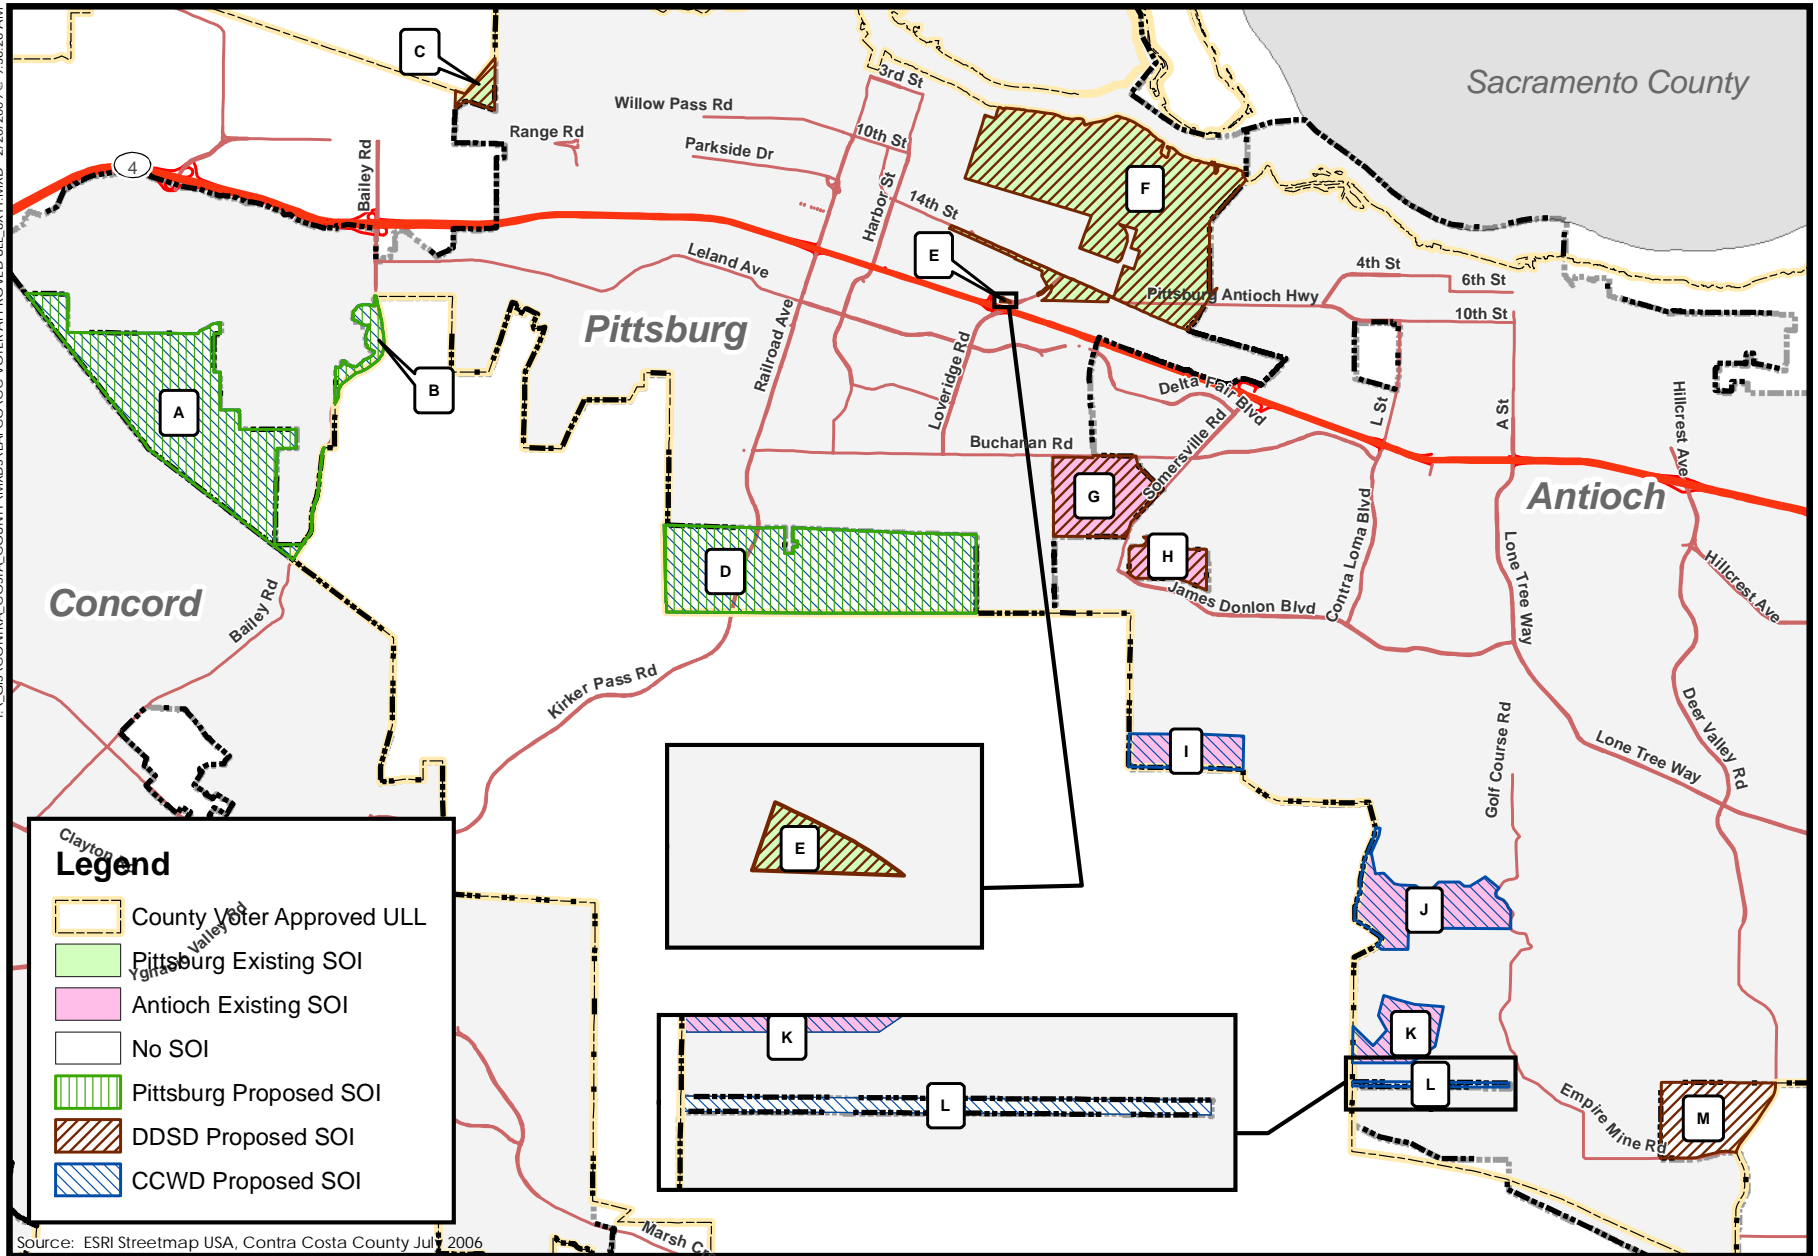 Sacramento County
C
3rd St
Willow Pass Rd
10th St
Range Rd
Parkside Dr
4
Bailey Rd
Harbor St
14th St
F
E
Leland Ave
4th St
6th St
Pittsburg Antioch Hwy
10th St
Pittsburg
Railroad Ave
Loveridge Rd
B
A
Delta Fair Blvd
L St
A St
Hillcrest Ave
Buchanan Rd
Somersville Rd
G
Antioch
Contra Loma Blvd
Lone Tree Way
H
D
James Donlon Blvd
Hillcrest Ave
Concord
Bailey Rd
Kirker Pass Rd
Deer Valley Rd
Golf Course Rd
Lone Tree Way
I
E
J
K
L
K
L
Empire Mine Rd
M
Clayton
Legend
County Voter Approved ULL
Ygnacio Valley Rd
Pittsburg Existing SOI
Antioch Existing SOI
No SOI
Pittsburg Proposed SOI
DDSD Proposed SOI
CCWD Proposed SOI
Marsh C
Source: ESRI Streetmap USA, Contra Costa County July 2006